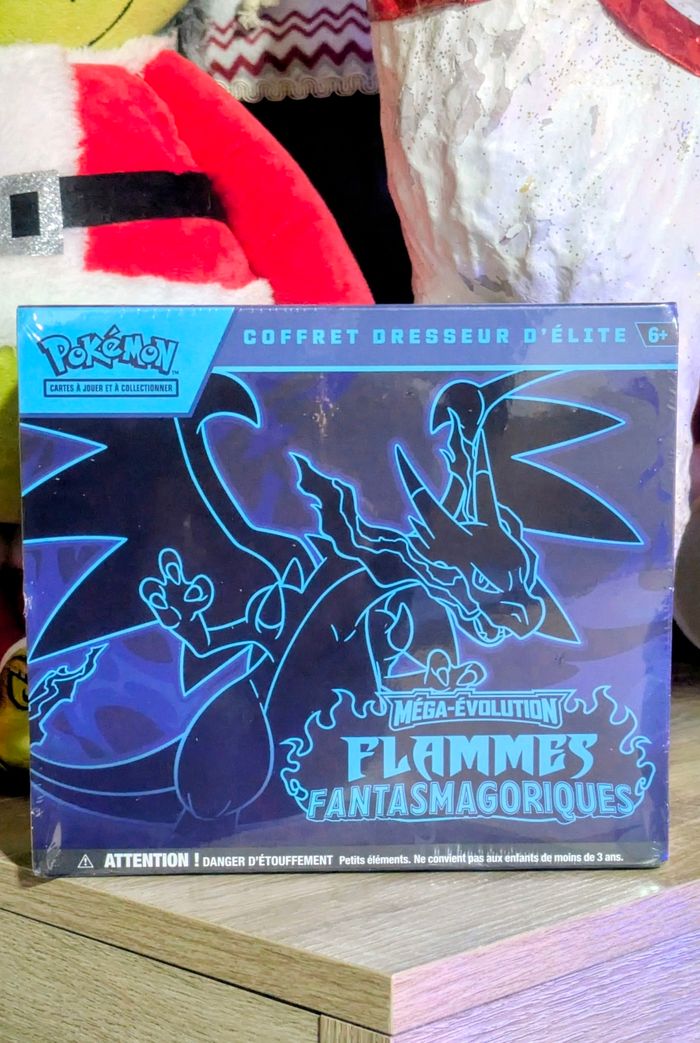 POKéMON™
CARTES À JOUER ET À COLLECTIONNER
COFFRET DRESSEUR D'ÉLITE
6+
MÉGA-ÉVOLUTION
FLAMMES
FANTASMAGORIQUES
ATTENTION ! DANGER D'ÉTOUFFEMENT Petits éléments. Ne convient pas aux enfants de moins de 3 ans.